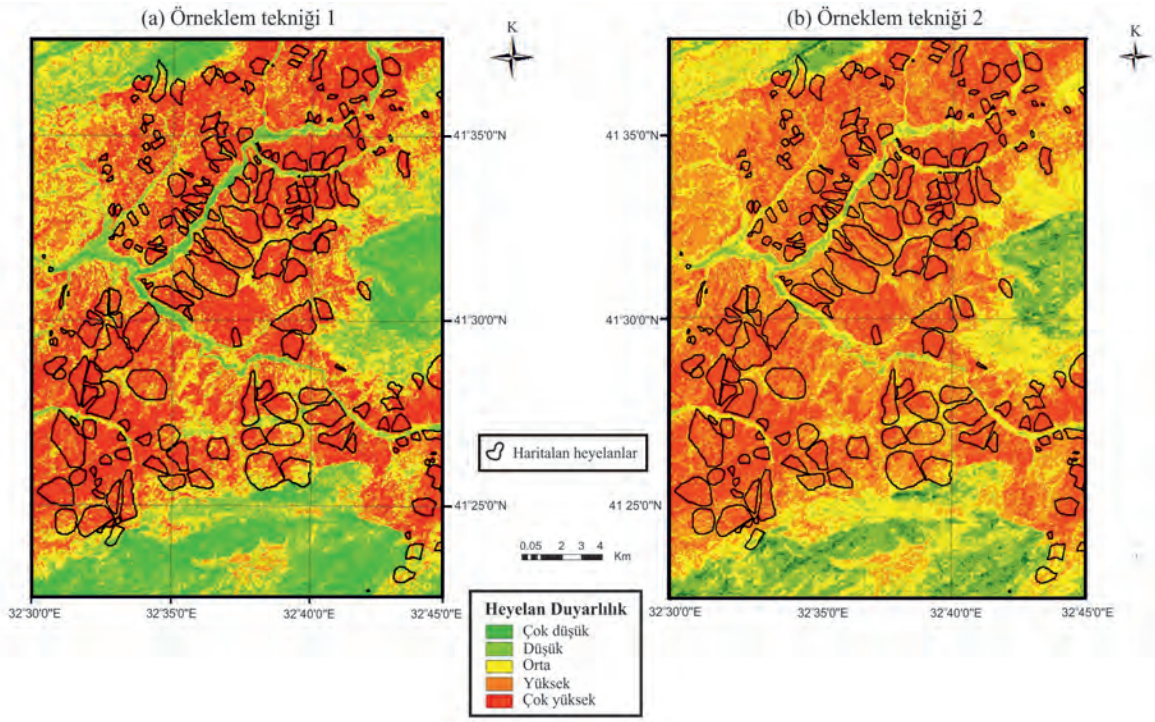 (a) Örneklem tekniği 1
(b) Örneklem tekniği 2
K
K
41°35'0"N
41°35'0"N
41°30'0"N
41°30'0"N
41°25'0"N
41°25'0"N
Haritalan heyelanlar
0.05 1 2 3 4
Km
32°30'0"E
32°35'0"E
32°40'0"E
32°45'0"E
32°30'0"E
32°35'0"E
32°40'0"E
32°45'0"E
Heyelan Duyarlılık
Çok düşük
Düşük
Orta
Yüksek
Çok yüksek